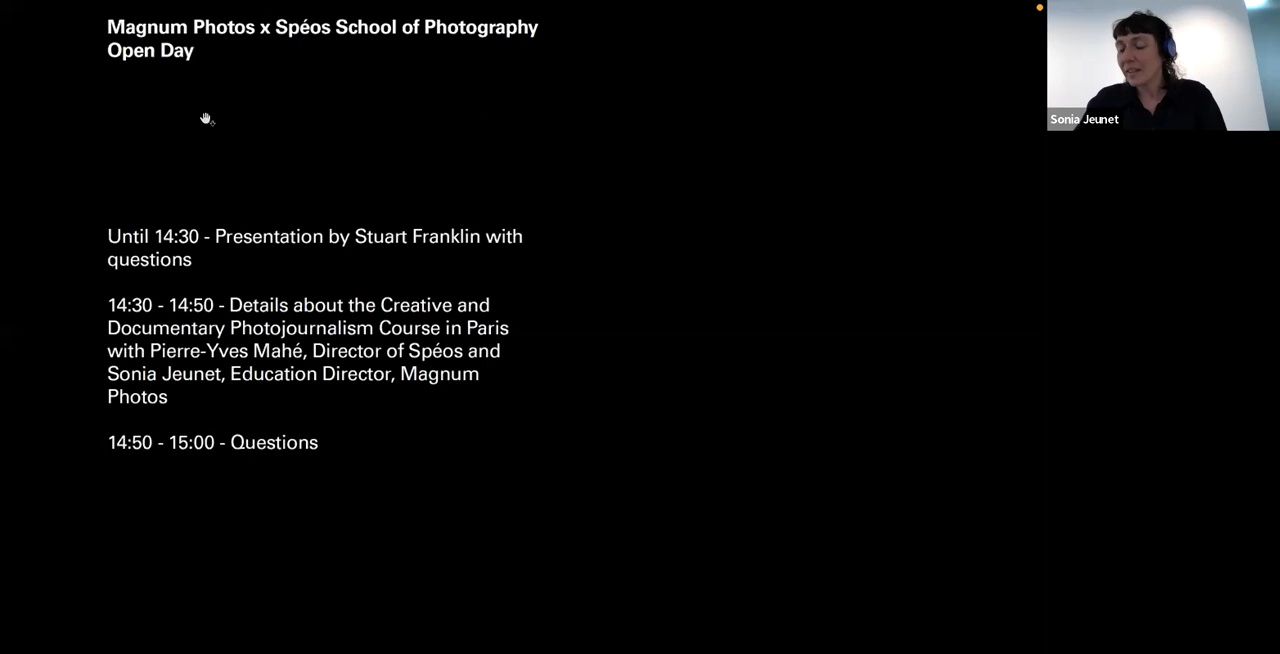 Magnum Photos x Spéos School of Photography
Open Day
Sonia Jeunet
Until 14:30 - Presentation by Stuart Franklin with
questions
14:30 - 14:50 - Details about the Creative and
Documentary Photojournalism Course in Paris
with Pierre-Yves Mahé, Director of Spéos and
Sonia Jeunet, Education Director, Magnum
Photos
14:50 - 15:00 - Questions